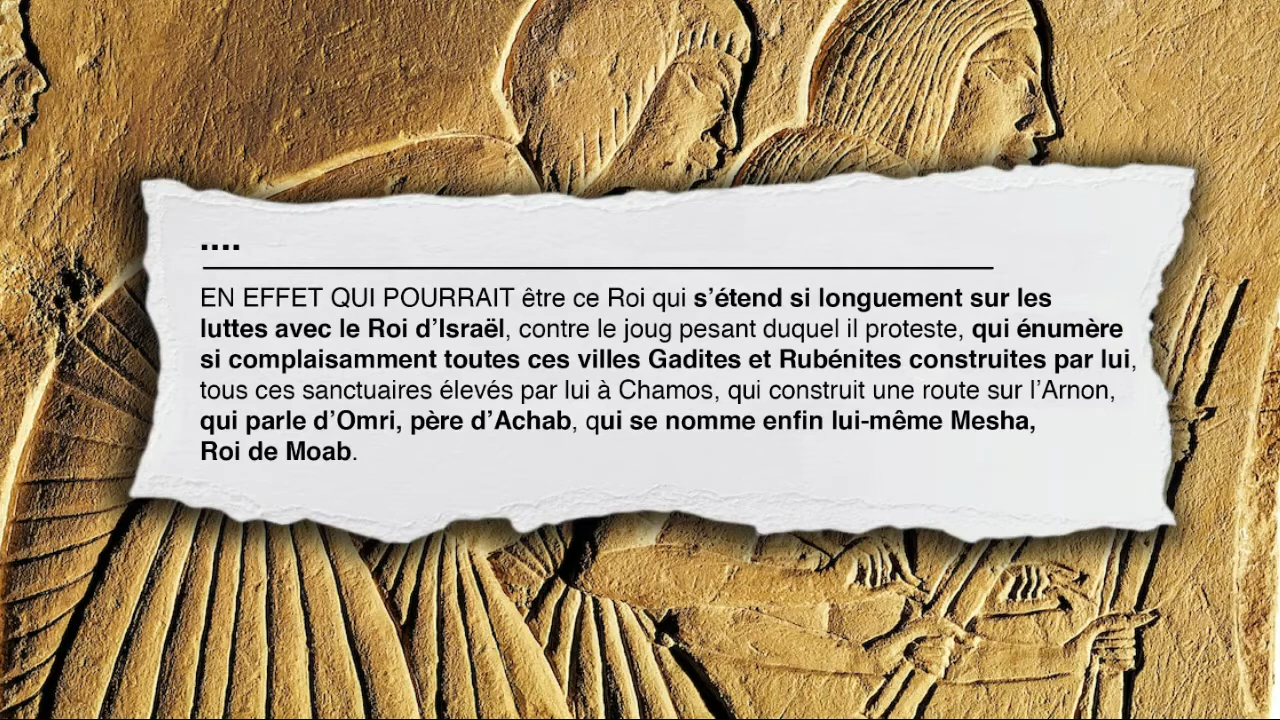 ....
EN EFFET QUI POURRAIT être ce Roi qui s’étend si longuement sur les
luttes avec le Roi d’Israël, contre le joug pesant duquel il proteste, qui énumère
si complaisamment toutes ces villes Gadites et Rubénites construites par lui,
tous ces sanctuaires élevés par lui à Chamos, qui construit une route sur l’Arnon,
qui parle d’Omri, père d’Achab, qui se nomme enfin lui-même Mesha,
Roi de Moab.